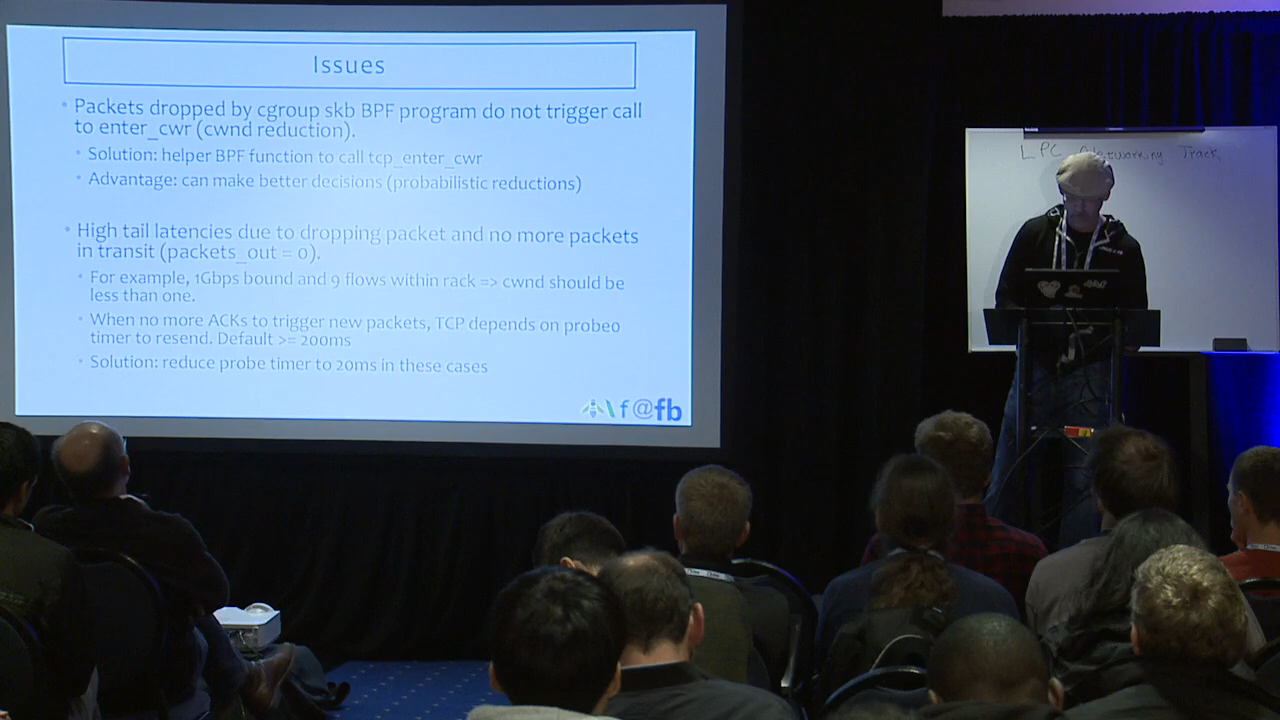 Issues
Packets dropped by cgroup skb BPF program do not trigger call
to enter_cwr (cwnd reduction).
Solution: helper BPF function to call tcp_enter_cwr
Advantage: can make better decisions (probabilistic reductions)
High tail latencies due to dropping packet and no more packets
in transit (packets_out = 0).
For example, 1Gbps bound and 9 flows within rack => cwnd should be
less than one.
When no more ACKs to trigger new packets, TCP depends on probe0
timer to resend. Default >= 200ms
Solution: reduce probe timer to 20ms in these cases
f@fb
LPC Networking Track